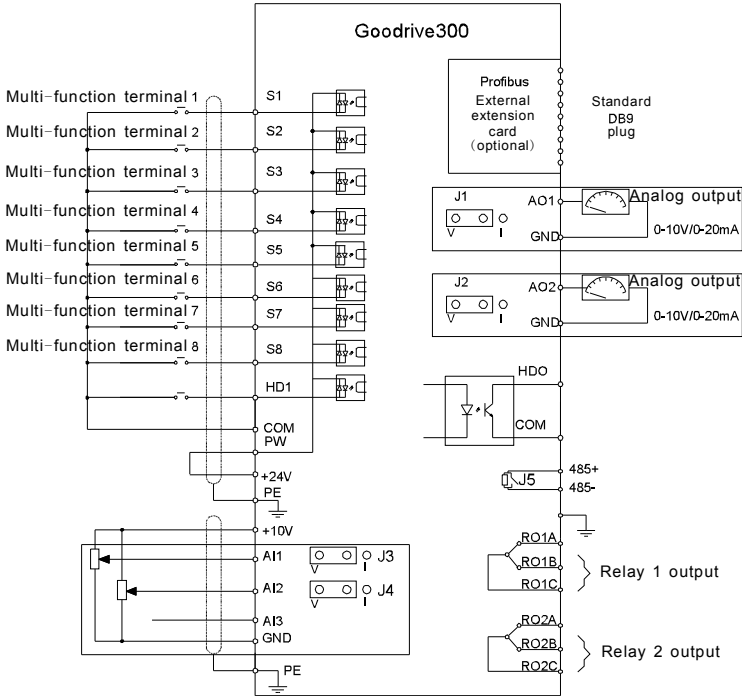 Goodrive300
Profibus
External
extension
card
(optional)
Standard
DB9
plug
Multi-function terminal 1
S1
Multi-function terminal 2
S2
Multi-function terminal 3
S3
Multi-function terminal 4
S4
Multi-function terminal 5
S5
Multi-function terminal 6
S6
Multi-function terminal 7
S7
Multi-function terminal 8
S8
HD1
COM
PW
+24V
PE
J1
V
I
AO1
GND
Analog output
0-10V/0-20mA
J2
V
I
AO2
GND
Analog output
0-10V/0-20mA
HDO
COM
J5
485+
485-
+10V
AI1
V
I
J3
AI2
V
I
J4
AI3
GND
PE
RO1A
RO1B
RO1C
Relay 1 output
RO2A
RO2B
RO2C
Relay 2 output